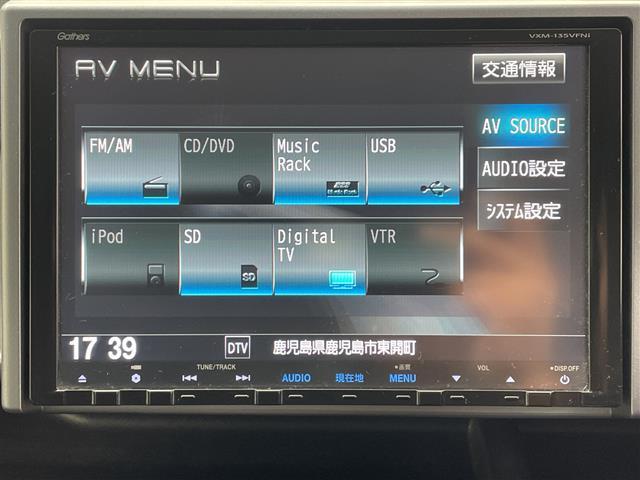 Gathers
VXM-135VFNi
AV MENU
交通情報
AV SOURCE
AUDIO設定
システム設定
FM/AM
CD/DVD
Music
Rack
USB
iPod
SD
Digital
TV
VTR
SD
17 39
DTV
鹿児島県鹿児島市東開町
TUNE/TRACK
AUDIO
現在地
画質
MENU
VOL
DISP.OFF